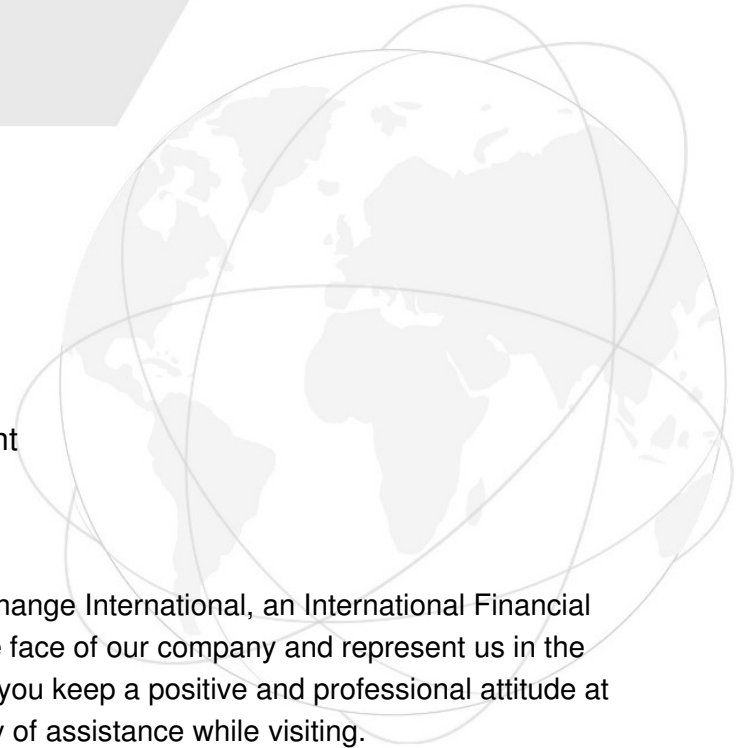 nt
hange International, an International Financial
face of our company and represent us in the
you keep a positive and professional attitude at
of assistance while visiting.